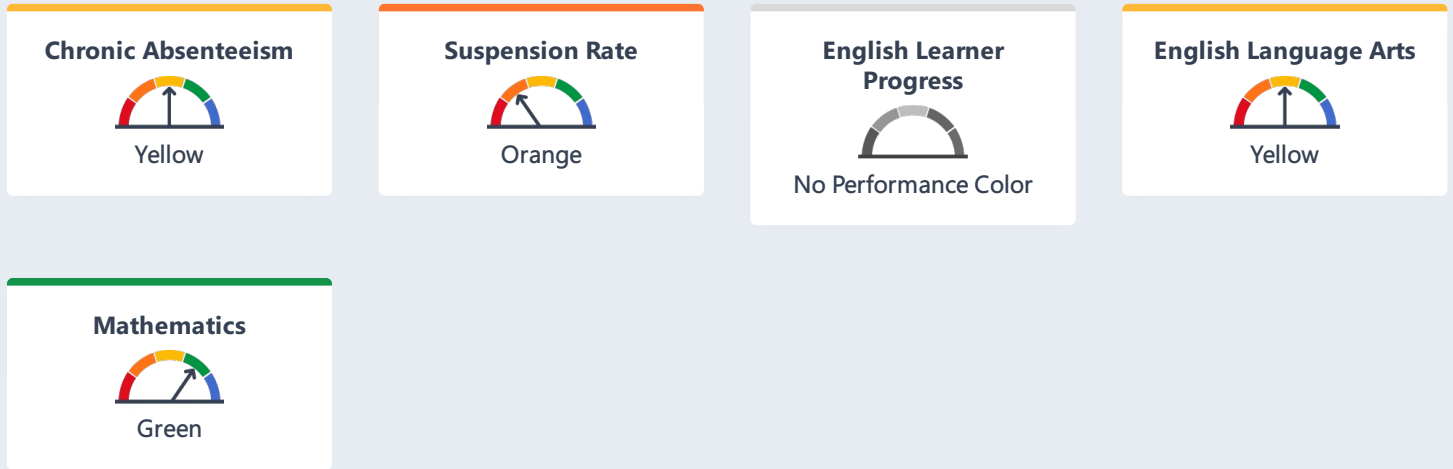 Chronic Absenteeism
Yellow
Suspension Rate
Orange
English Learner
Progress
No Performance Color
English Language Arts
Yellow
Mathematics
Green